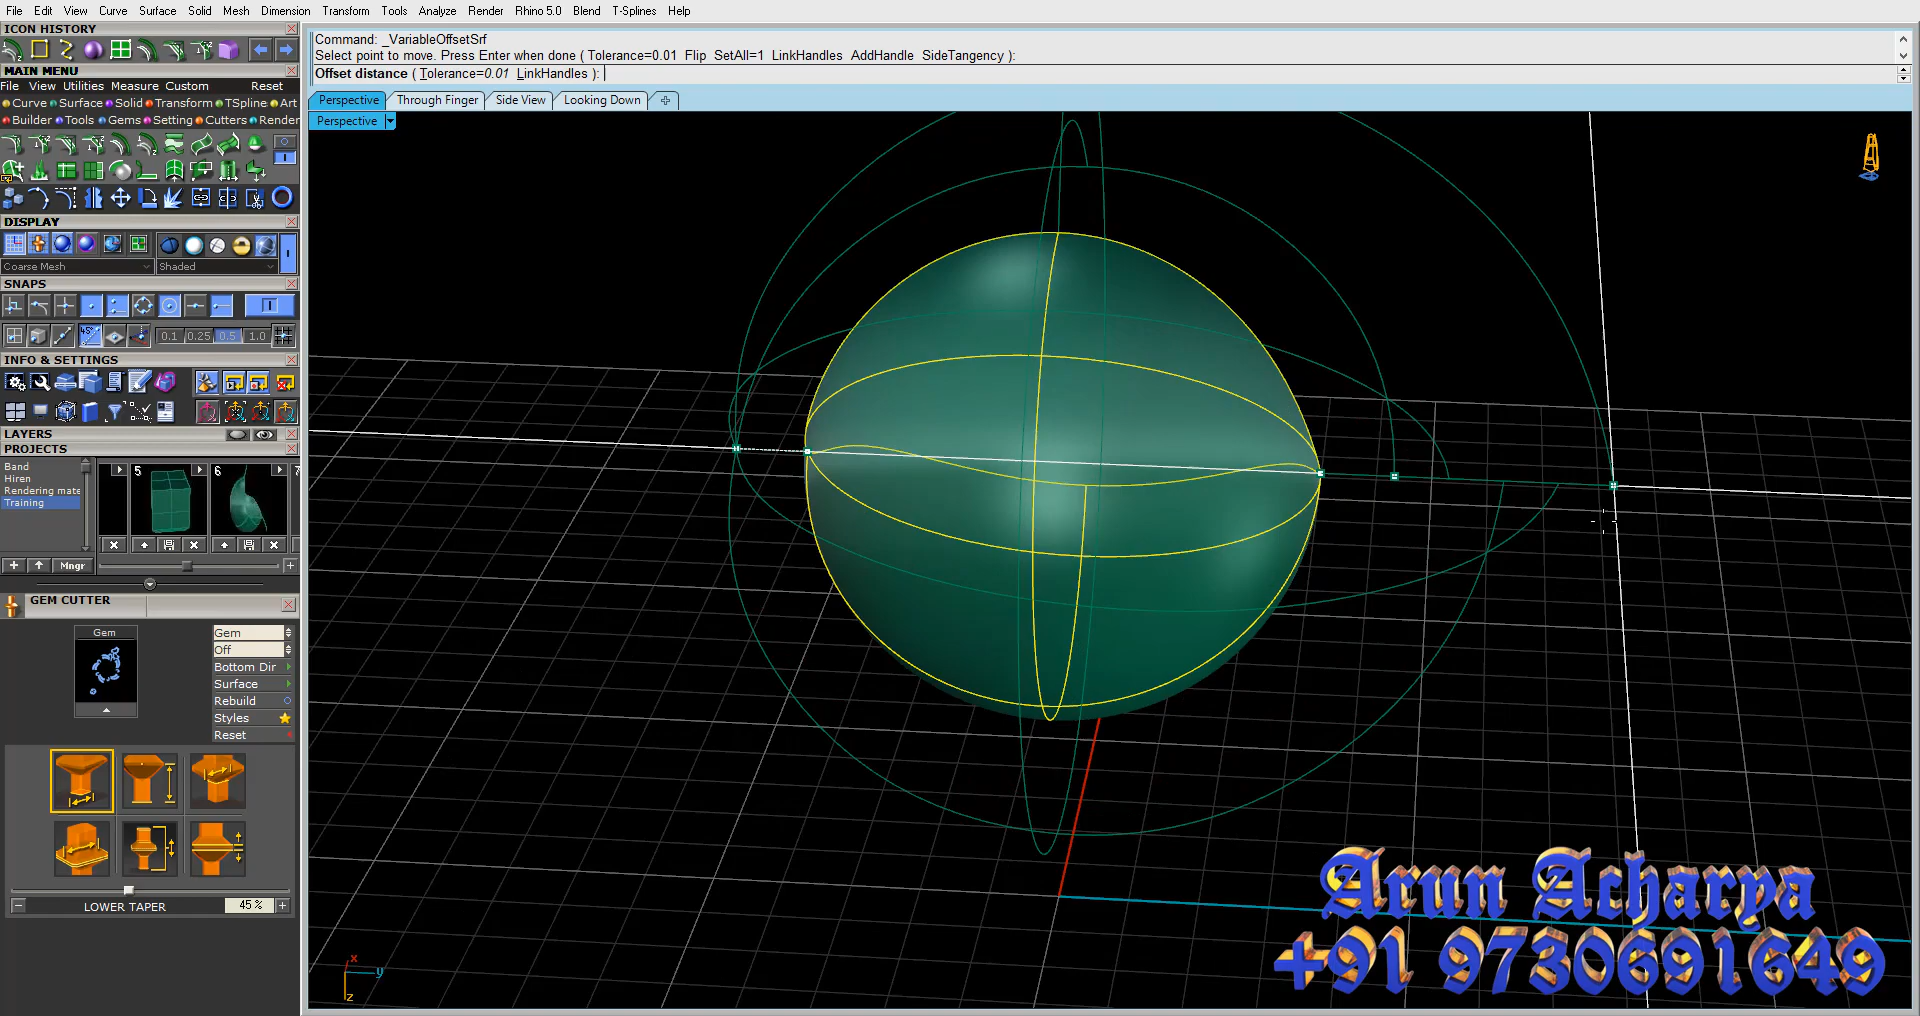 File Edit View Curve Surface Solid Mesh Dimension Transform Tools Analyze Render Rhino 5.0 Blend T-Splines Help
ICON HISTORY
MAIN MENU
File View Utilities Measure Custom Reset
Curve Surface Solid Transform TSpline Art
Builder Tools Gems Setting Cutters Render
DISPLAY
Coarse Mesh Shaded
SNAPS
45°
0.1 0.25 0.5 1.0
INFO & SETTINGS
LAYERS
PROJECTS
Band
Hiren
Rendering mate
Training
5 6 7
Mngr
GEM CUTTER
Gem
Gem
Off
Bottom Dir
Surface
Rebuild
Styles
Reset
LOWER TAPER 45 %
Command: _VariableOffsetSrf
Select point to move. Press Enter when done ( Tolerance=0.01 Flip SetAll=1 LinkHandles AddHandle SideTangency ):
Offset distance ( Tolerance=0.01 LinkHandles ):
Perspective Through Finger Side View Looking Down
Perspective
x
y
z
Arun Acharya
+91 9730691649